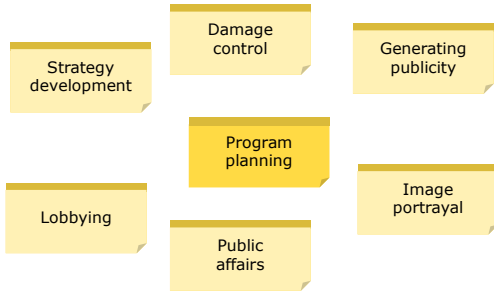 Damage
control
Strategy
development
Generating
publicity
Program
planning
Lobbying
Image
portrayal
Public
affairs